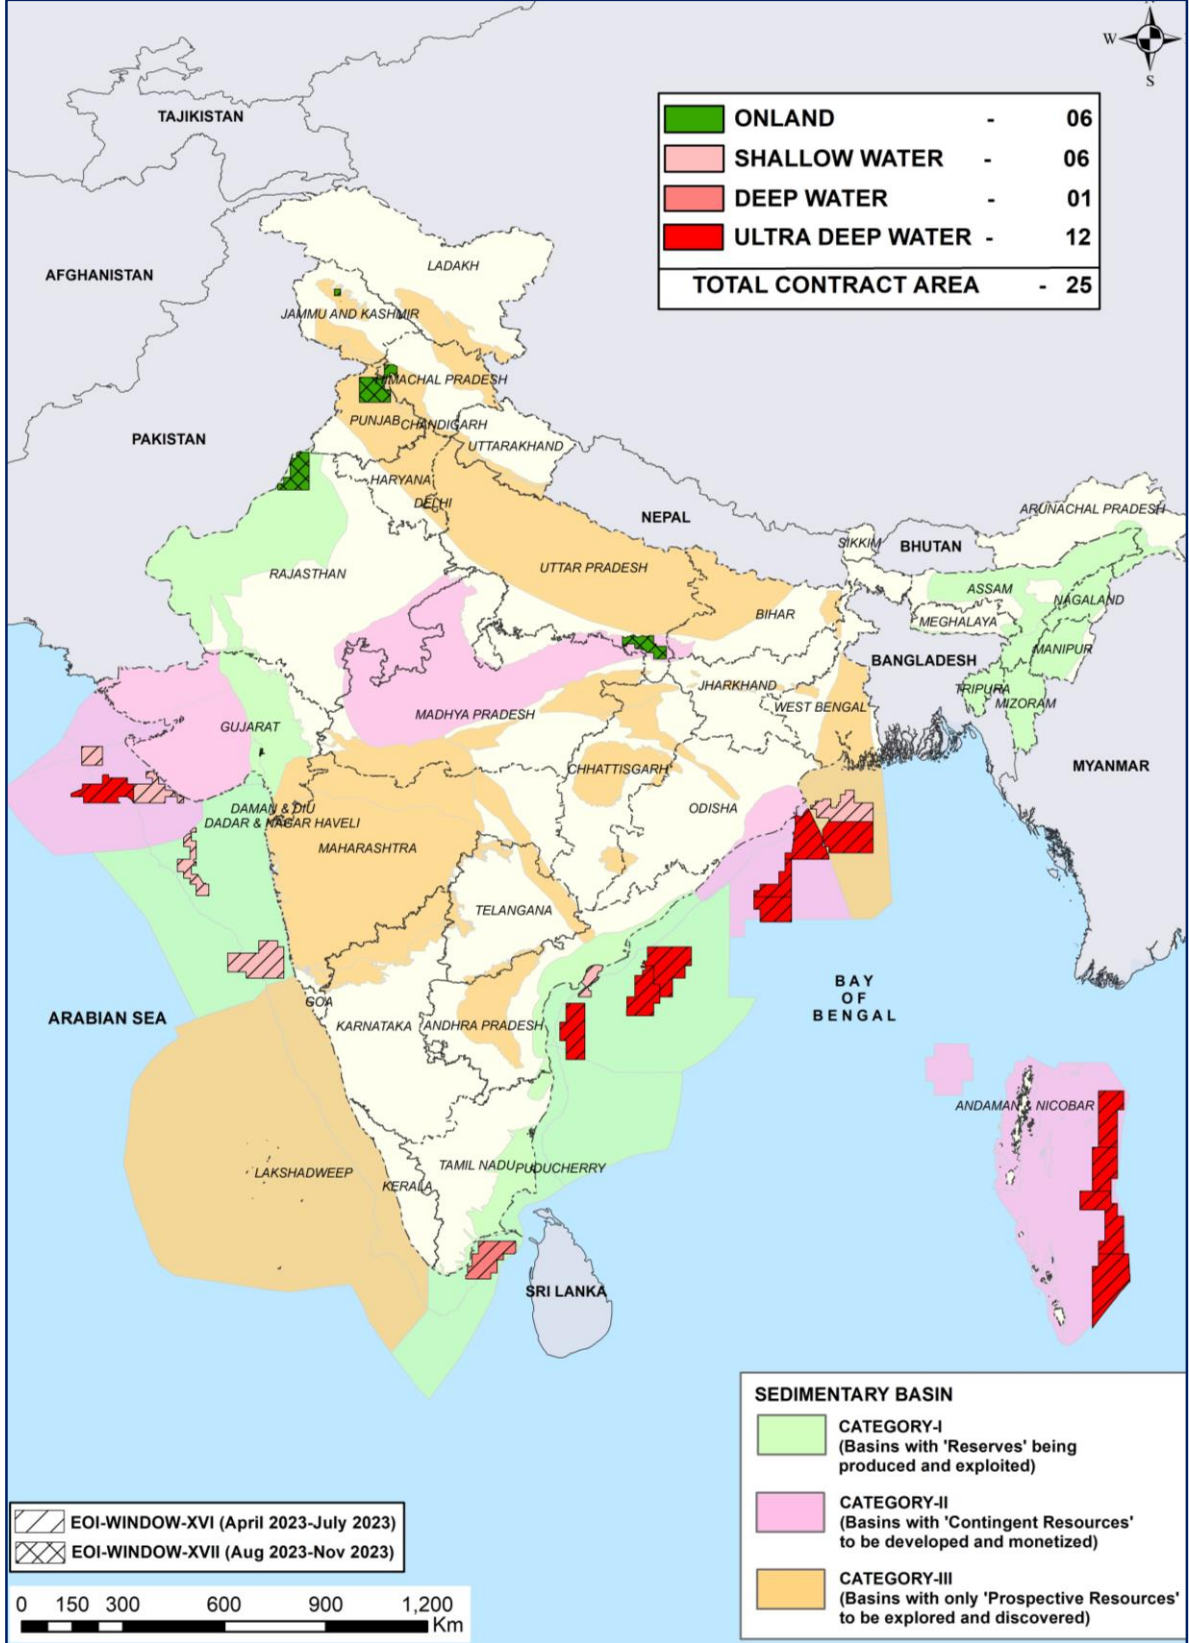 W
S
TAJIKISTAN
ONLAND - 06
SHALLOW WATER - 06
DEEP WATER - 01
ULTRA DEEP WATER - 12
TOTAL CONTRACT AREA - 25
AFGHANISTAN
LADAKH
JAMMU AND KASHMIR
HIMACHAL PRADESH
PUNJAB
CHANDIGARH
PAKISTAN
UTTARAKHAND
HARYANA
DELHI
NEPAL
ARUNACHAL PRADESH
SIKKIM
BHUTAN
RAJASTHAN
UTTAR PRADESH
ASSAM
NAGALAND
BIHAR
MEGHALAYA
MANIPUR
BANGLADESH
JHARKHAND
TRIPURA
MIZORAM
WEST BENGAL
MADHYA PRADESH
GUJARAT
MYANMAR
CHHATTISGARH
ODISHA
DAMAN & DIU
DADAR & NAGAR HAVELI
MAHARASHTRA
TELANGANA
BAY
OF
BENGAL
GOA
ARABIAN SEA
KARNATAKA
ANDHRA PRADESH
ANDAMAN & NICOBAR
LAKSHADWEEP
TAMIL NADU
PUDUCHERRY
KERALA
SRI LANKA
SEDIMENTARY BASIN
CATEGORY-I
(Basins with 'Reserves' being
produced and exploited)
CATEGORY-II
(Basins with 'Contingent Resources'
to be developed and monetized)
CATEGORY-III
(Basins with only 'Prospective Resources'
to be explored and discovered)
EOI-WINDOW-XVI (April 2023-July 2023)
EOI-WINDOW-XVII (Aug 2023-Nov 2023)
0 150 300 600 900 1,200
Km